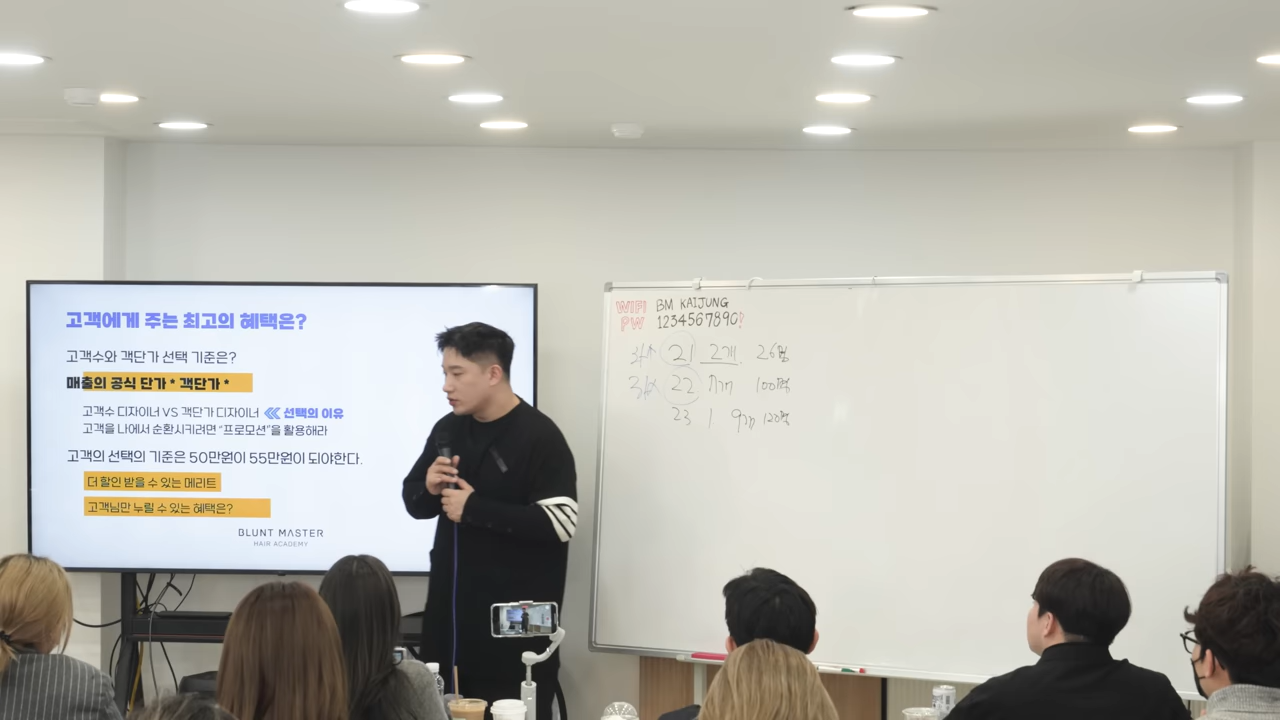 고객에게 주는 최고의 혜택은?
고객수와 객단가 선택 기준은?
매출의 공식 단가 * 객단가 *
고객수 디자이너 VS 객단가 디자이너 《 선택의 이유
고객을 나에서 순환시키려면 "프로모션"을 활용해라
고객의 선택의 기준은 50만원이 55만원이 되야한다.
더 할인 받을 수 있는 메리트
고객님만 누릴 수 있는 혜택은?
BLUNT MASTER
HAIR ACADEMY
WIFI BM KAIJUNG
PW 1234567890!
21 2개 26명
22 100명
23 1 120명